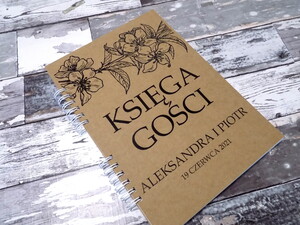 KSIĘGA
GOŚCI
ALEKSANDRA I PIOTR
19 CZERWCA 2021